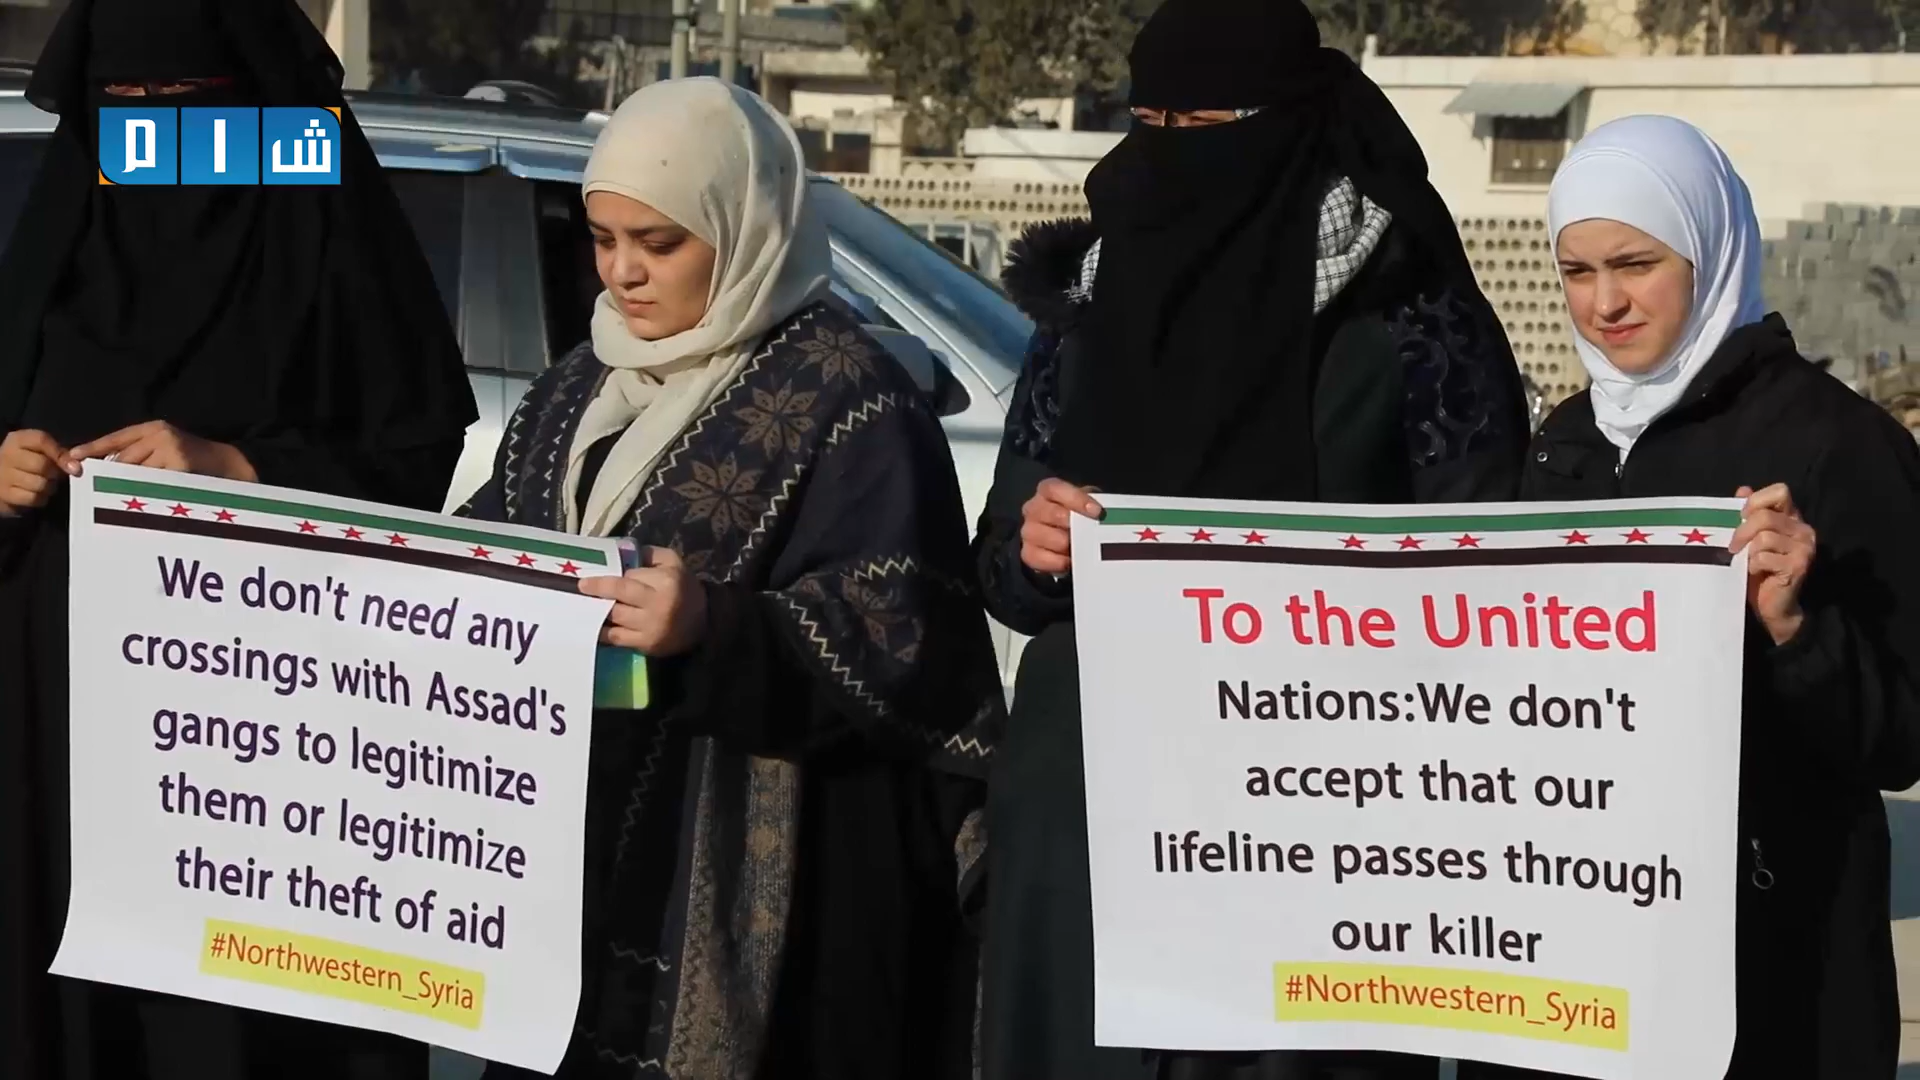 شام
We don't need any
crossings with Assad's
gangs to legitimize
them or legitimize
their theft of aid
#Northwestern_Syria
To the United
Nations:We don't
accept that our
lifeline passes through
our killer
#Northwestern_Syria